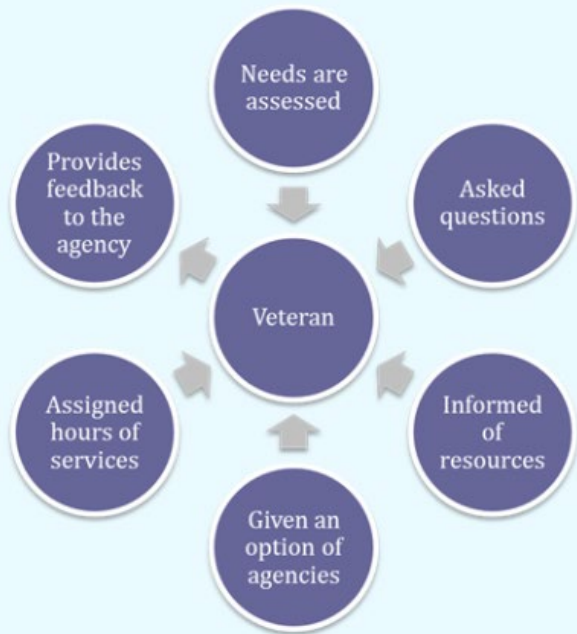 Needs are
assessed
Asked
questions
Informed
of
resources
Given an
option of
agencies
Assigned
hours of
services
Provides
feedback
to the
agency
Veteran